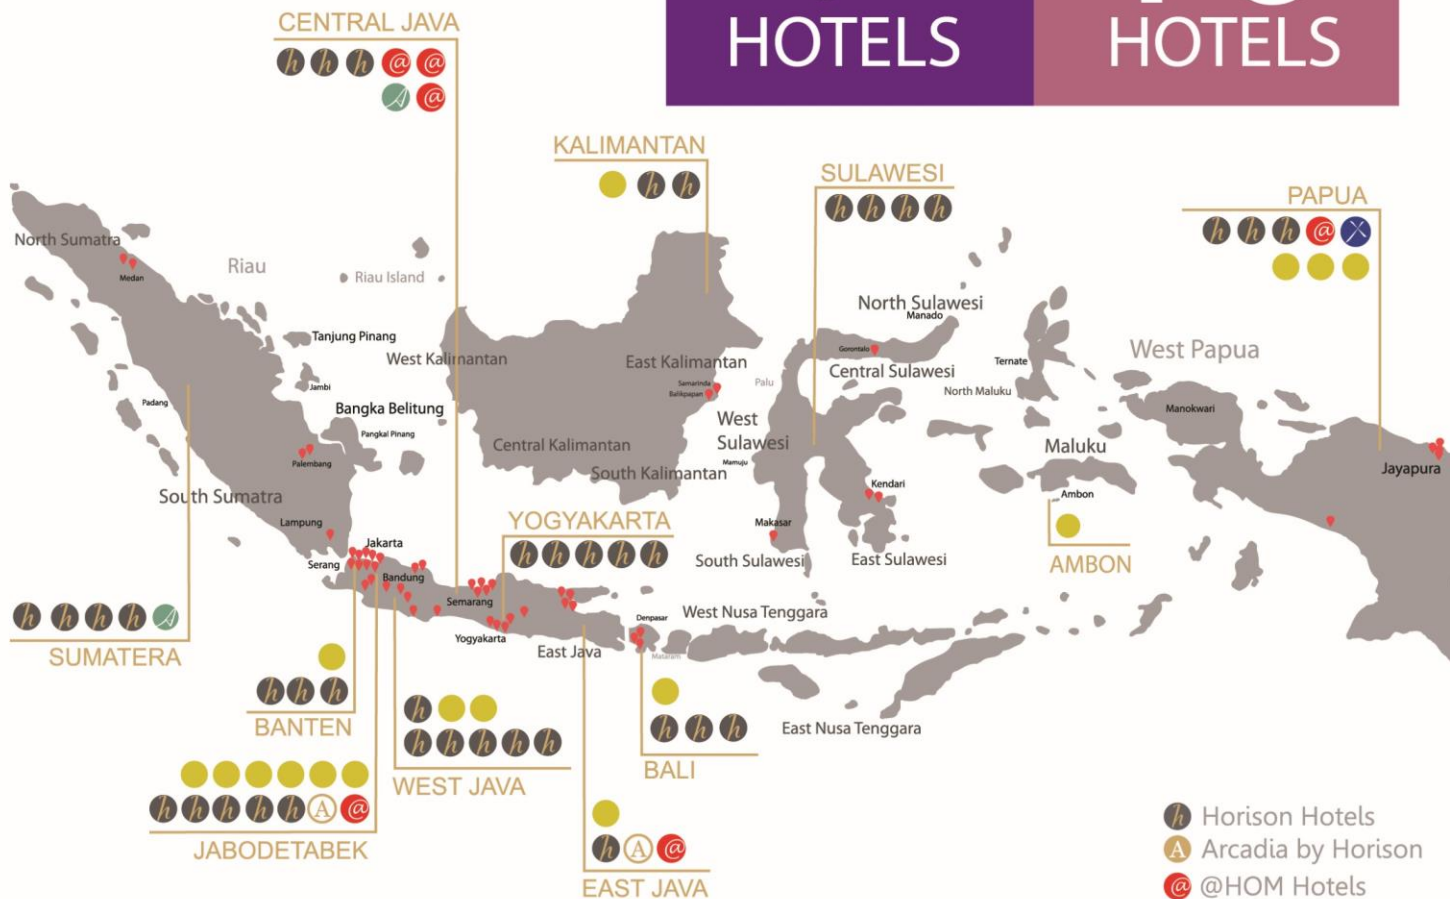 CENTRAL JAVA
HOTELS
HOTELS
KALIMANTAN
SULAWESI
PAPUA
North Sumatra
Medan
Riau
Riau Island
Tanjung Pinang
Jambi
Padang
Bangka Belitung
Pangkal Pinang
Palembang
South Sumatra
Lampung
Serang
Jakarta
Bandung
Semarang
Yogyakarta
East Java
West Kalimantan
East Kalimantan
Samarinda
Balikpapan
Central Kalimantan
South Kalimantan
Palu
West
Sulawesi
Mamuju
North Sulawesi
Manado
Gorontalo
Central Sulawesi
Ternate
North Maluku
West Papua
Manokwari
Maluku
Ambon
Jayapura
Kendari
Makasar
South Sulawesi
East Sulawesi
YOGYAKARTA
AMBON
Denpasar
Mataram
West Nusa Tenggara
East Nusa Tenggara
SUMATERA
BANTEN
WEST JAVA
BALI
JABODETABEK
EAST JAVA
h Horison Hotels
A Arcadia by Horison
@ @HOM Hotels